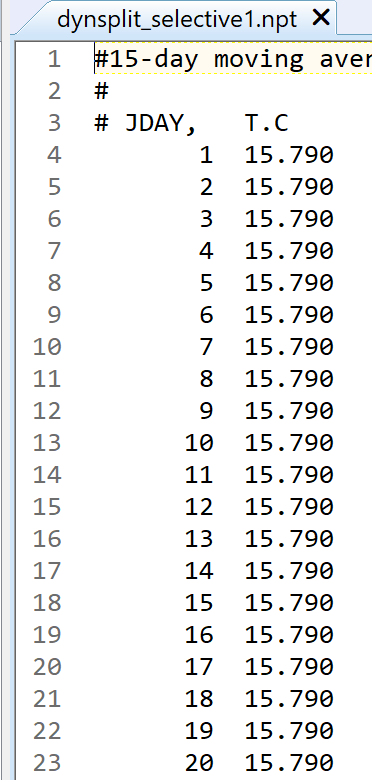 dynsplit_selective1.npt
1 #15-day moving aver
2 #
3 # JDAY, T.C
4 1 15.790
5 2 15.790
6 3 15.790
7 4 15.790
8 5 15.790
9 6 15.790
10 7 15.790
11 8 15.790
12 9 15.790
13 10 15.790
14 11 15.790
15 12 15.790
16 13 15.790
17 14 15.790
18 15 15.790
19 16 15.790
20 17 15.790
21 18 15.790
22 19 15.790
23 20 15.790